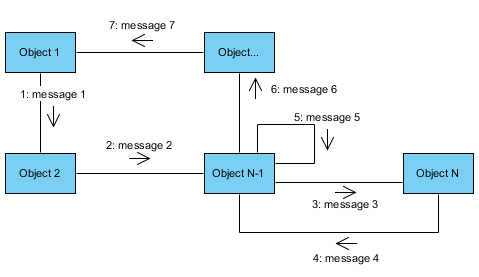 7: message 7
Object 1
Object...
1: message 1
6: message 6
5: message 5
2: message 2
Object 2
Object N-1
Object N
3: message 3
4: message 4